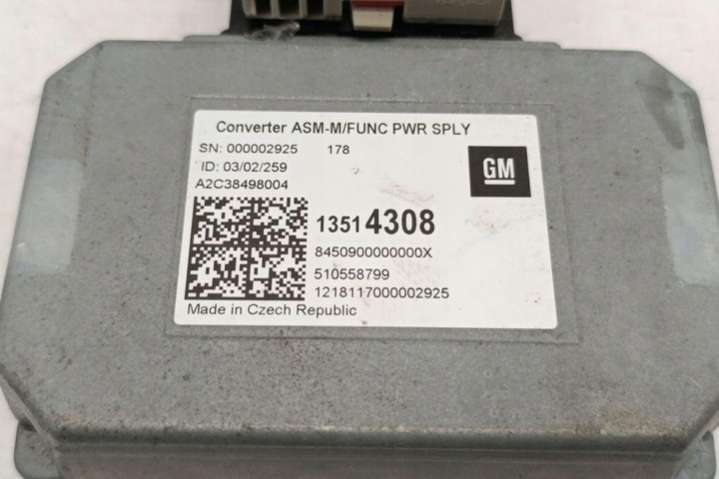 Converter ASM-M/FUNC PWR SPLY
SN: 000002925 178
ID: 03/02/259
A2C38498004
GM
13514308
8450900000000X
510558799
1218117000002925
Made in Czech Republic